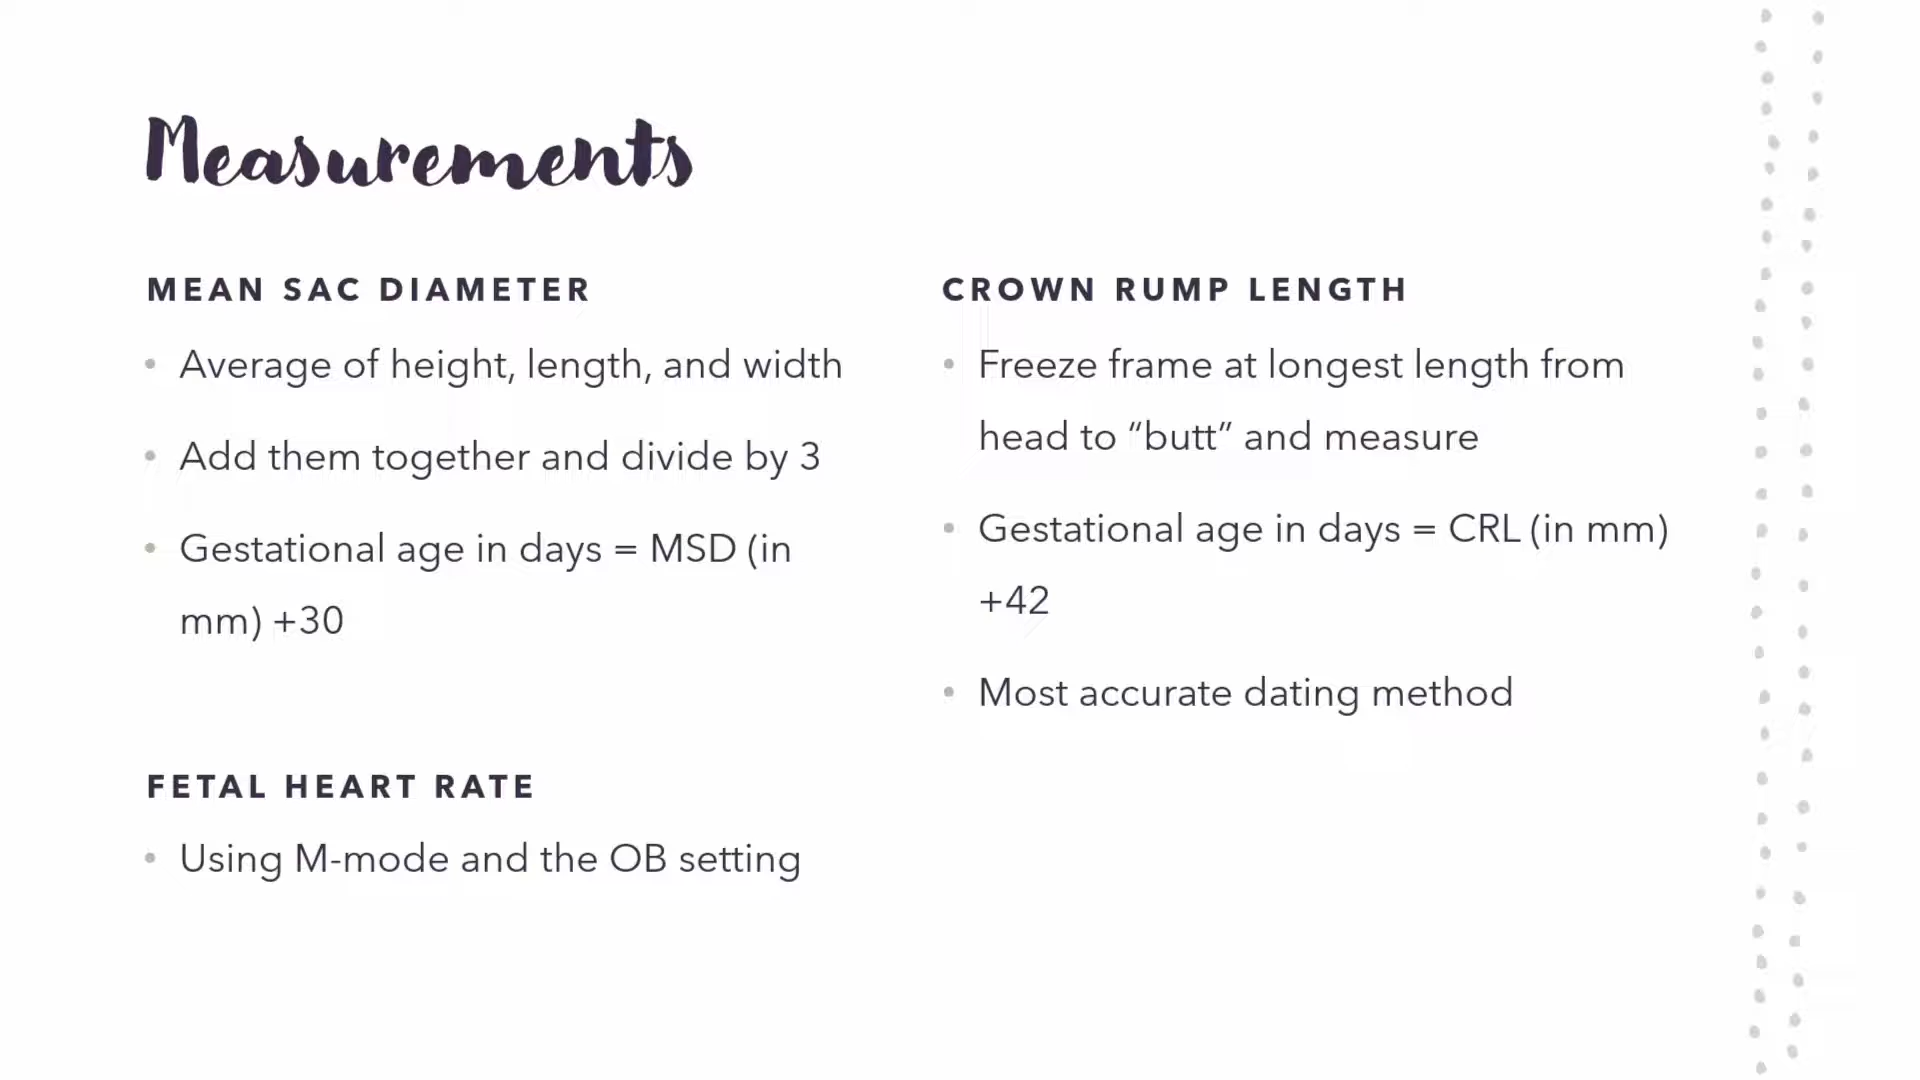 Measurements
MEAN SAC DIAMETER
• Average of height, length, and width
• Add them together and divide by 3
• Gestational age in days = MSD (in
mm) +30
FETAL HEART RATE
• Using M-mode and the OB setting
CROWN RUMP LENGTH
• Freeze frame at longest length from
head to “butt” and measure
• Gestational age in days = CRL (in mm)
+42
• Most accurate dating method